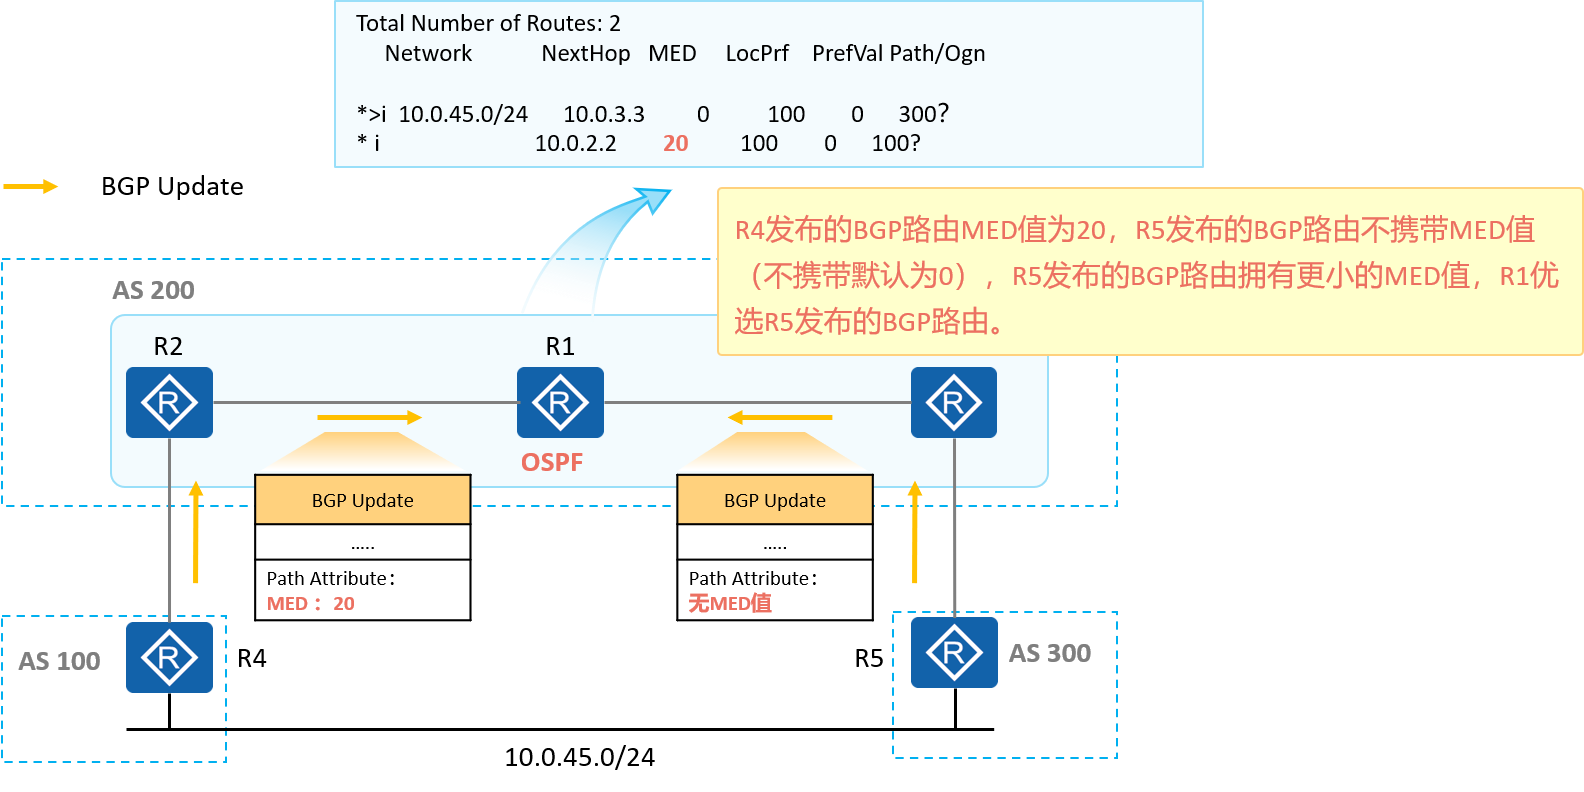 Total Number of Routes: 2
Network NextHop MED LocPrf PrefVal Path/Ogn
*>i 10.0.45.0/24 10.0.3.3 0 100 0 300?
* i 10.0.2.2 20 100 0 100?
BGP Update
R4发布的BGP路由MED值为20，R5发布的BGP路由不携带MED值
（不携带默认为0），R5发布的BGP路由拥有更小的MED值，R1优
选R5发布的BGP路由。
AS 200
R2
R1
OSPF
BGP Update
.....
Path Attribute：
MED：20
BGP Update
.....
Path Attribute：
无MED值
AS 100
R4
R5
AS 300
10.0.45.0/24